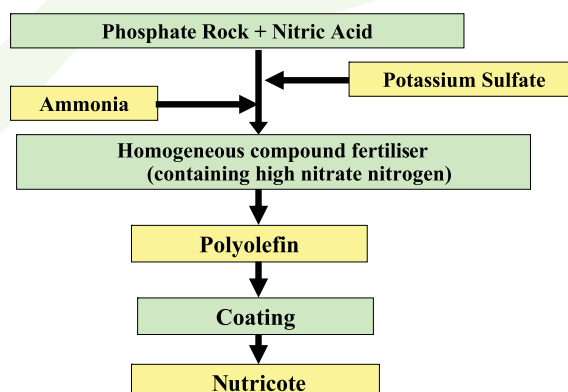 Phosphate Rock + Nitric Acid
Potassium Sulfate
Ammonia
Homogeneous compound fertiliser
(containing high nitrate nitrogen)
Polyolefin
Coating
Nutricote